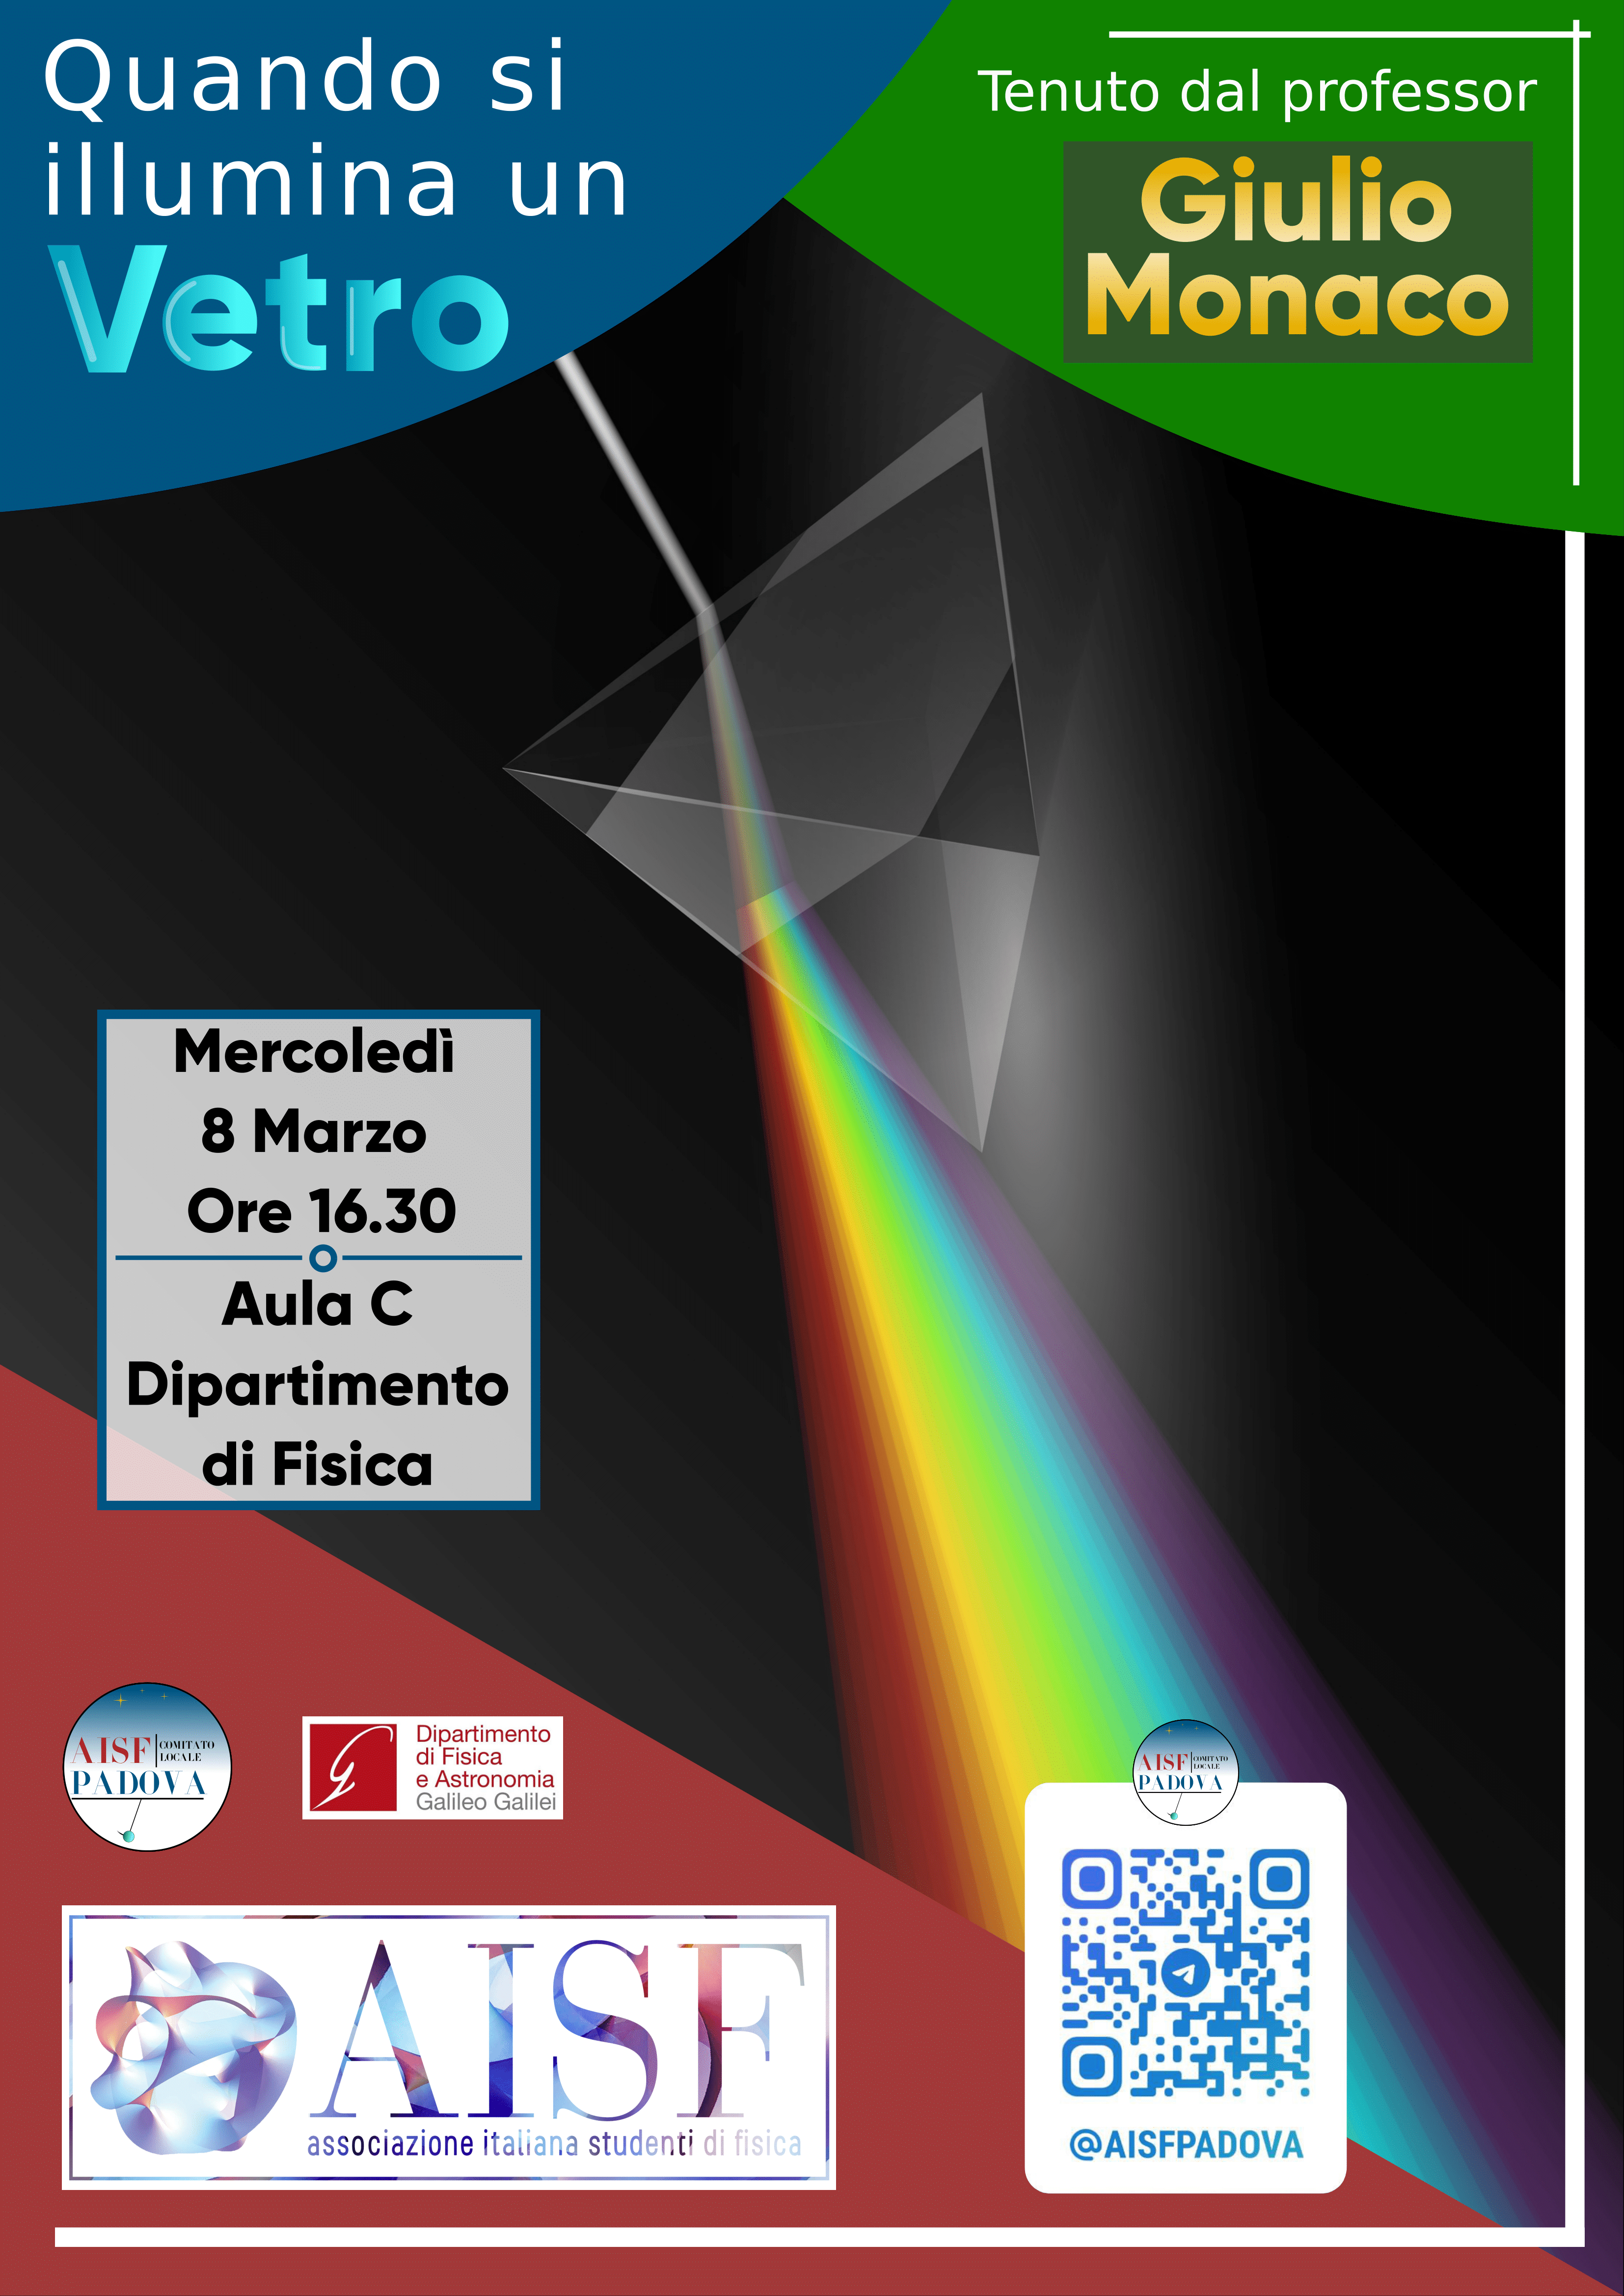 Quando si
illumina un
Vetro
Tenuto dal professor
Giulio
Monaco
Mercoledì
8 Marzo
Ore 16.30
Aula C
Dipartimento
di Fisica
AISF COMITATO
LOCALE
PADOVA
Dipartimento
di Fisica
e Astronomia
Galileo Galilei
AISF
associazione italiana studenti di fisica
AISF COMITATO
LOCALE
PADOVA
@AISFPADOVA